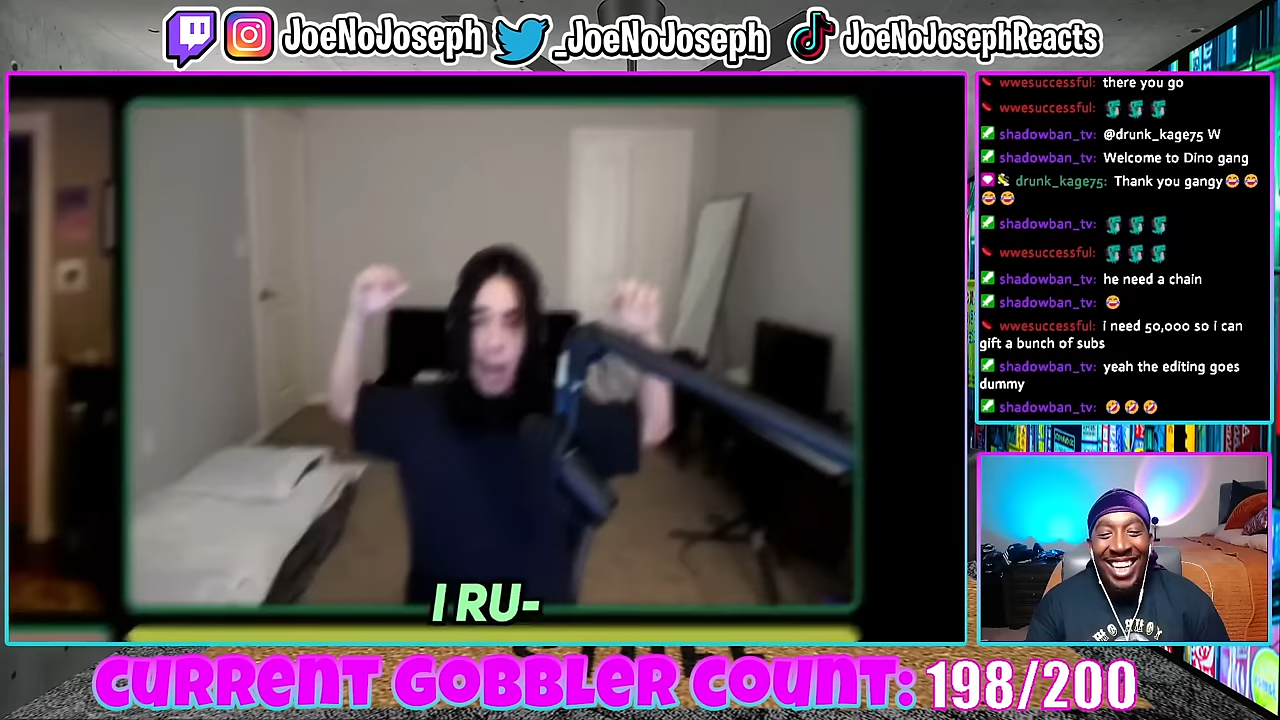 JoeNoJoseph
_JoeNoJoseph
JoeNoJosephReacts
wwesuccessful: there you go
wwesuccessful:
shadowban_tv: @drunk_kage75 W
shadowban_tv: Welcome to Dino gang
drunk_kage75: Thank you gangy😂😂
😂😂
shadowban_tv:
wwesuccessful:
shadowban_tv: he need a chain
shadowban_tv: 😂
wwesuccessful: i need 50,000 so i can
gift a bunch of subs
shadowban_tv: yeah the editing goes
dummy
shadowban_tv: 🤣🤣🤣
I RU-
CURRENT GOBBLER COUNT: 198/200